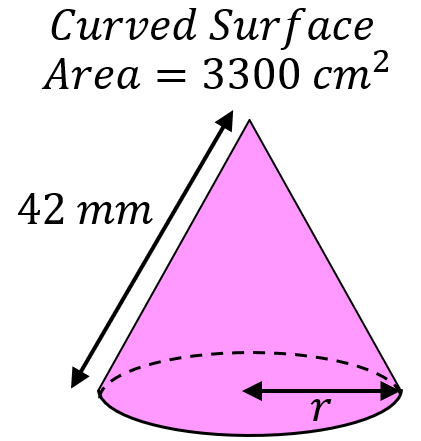 Curved Surface
Area = 3300 cm²
42 mm
r